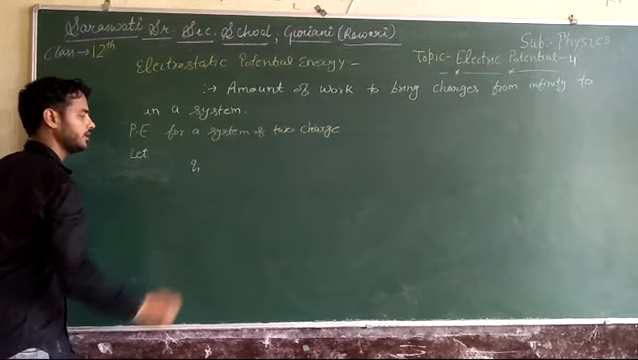 Saraswati Sr. Sec. School, Guriani (Rewari)
Class → 12th
Sub- Physics
Topic- Electric Potential-4
Electrostatic Potential Energy -
:→ Amount of work to bring charges from infinity to
in a system.
P.E for a system of two charge
Let
q₁